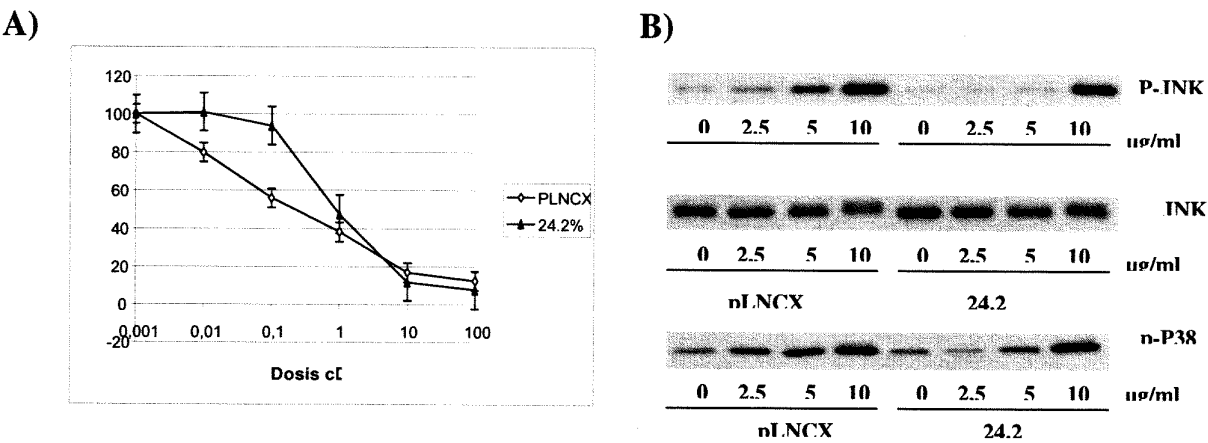 A)
120
100
80
60
40
20
0
-20
0,001 0,01 0,1 1 10 100
PLNCX
24.2%
Dosis c
B)
P-JNK
0 2.5 5 10 0 2.5 5 10
ug/ml
JNK
0 2.5 5 10 0 2.5 5 10
ug/ml
pLNCX 24.2
p-P38
0 2.5 5 10 0 2.5 5 10
ug/ml
pLNCX 24.2